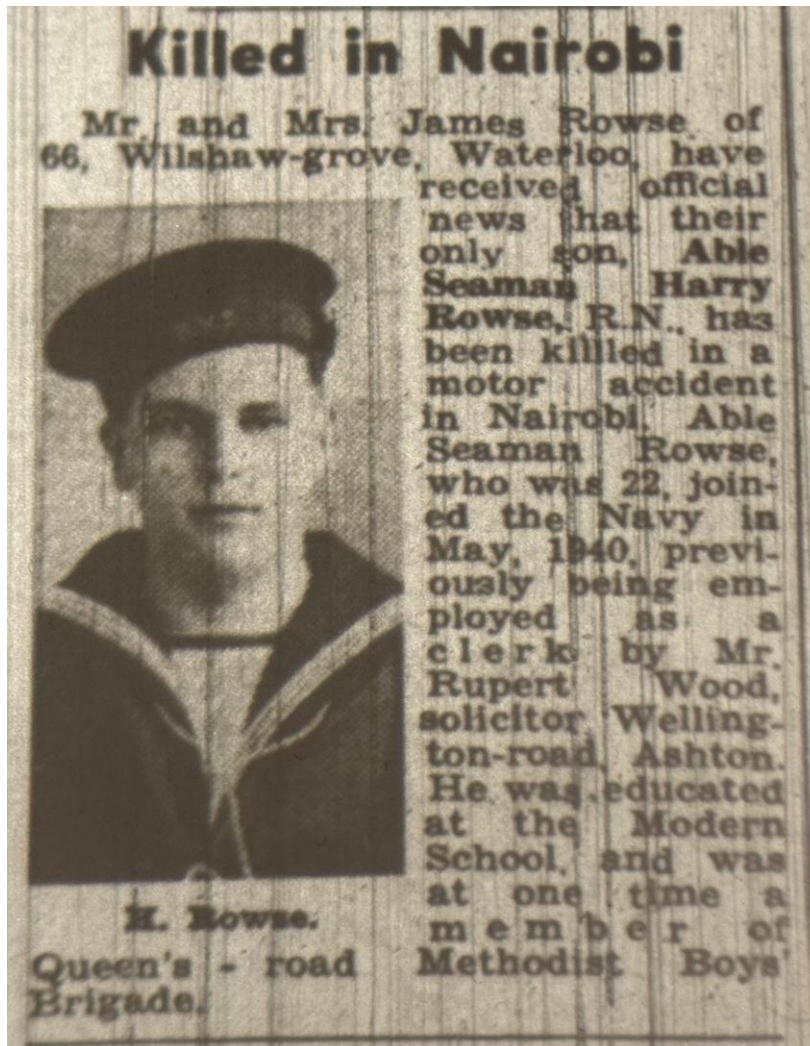 Killed in Nairobi
Mr. and Mrs. James Rowse of
66, Wilshaw-grove, Waterloo, have
received official
news that their
only son, Able
Seaman Harry
Rowse, R.N., has
been killled in a
motor accident
in Nairobi. Able
Seaman Rowse,
who was 22, join-
ed the Navy in
May, 1940, previ-
ously being em-
ployed as a
clerk by Mr.
Rupert Wood,
solicitor, Welling-
ton-road, Ashton.
He was educated
at the Modern
School, and was
at one time a
member of
H. Rowse.
Queen's - road Methodist Boys'
Brigade.